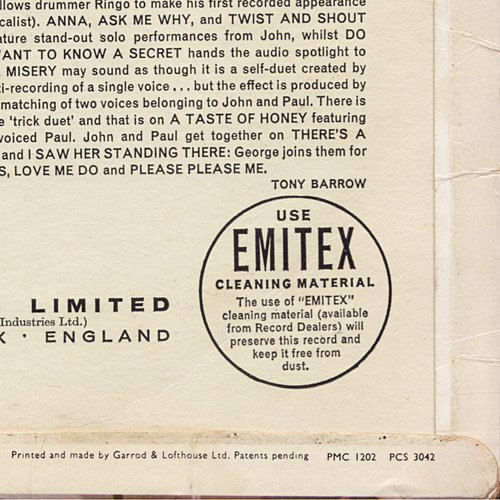 llows drummer Ringo to make his first recorded appearance
calist). ANNA, ASK ME WHY, and TWIST AND SHOUT
ature stand-out solo performances from John, whilst DO
ANT TO KNOW A SECRET hands the audio spotlight to
MISERY may sound as though it is a self-duet created by
ti-recording of a single voice . . . but the effect is produced by
matching of two voices belonging to John and Paul. There is
e 'trick duet' and that is on A TASTE OF HONEY featuring
voiced Paul. John and Paul get together on THERE'S A
and I SAW HER STANDING THERE: George joins them for
S, LOVE ME DO and PLEASE PLEASE ME.
TONY BARROW
USE
EMITEX
CLEANING MATERIAL
The use of "EMITEX"
cleaning material (available
from Record Dealers) will
preserve this record and
keep it free from
dust.
LIMITED
Industries Ltd.)
X · ENGLAND
Printed and made by Garrod & Lofthouse Ltd. Patents pending PMC 1202 PCS 3042